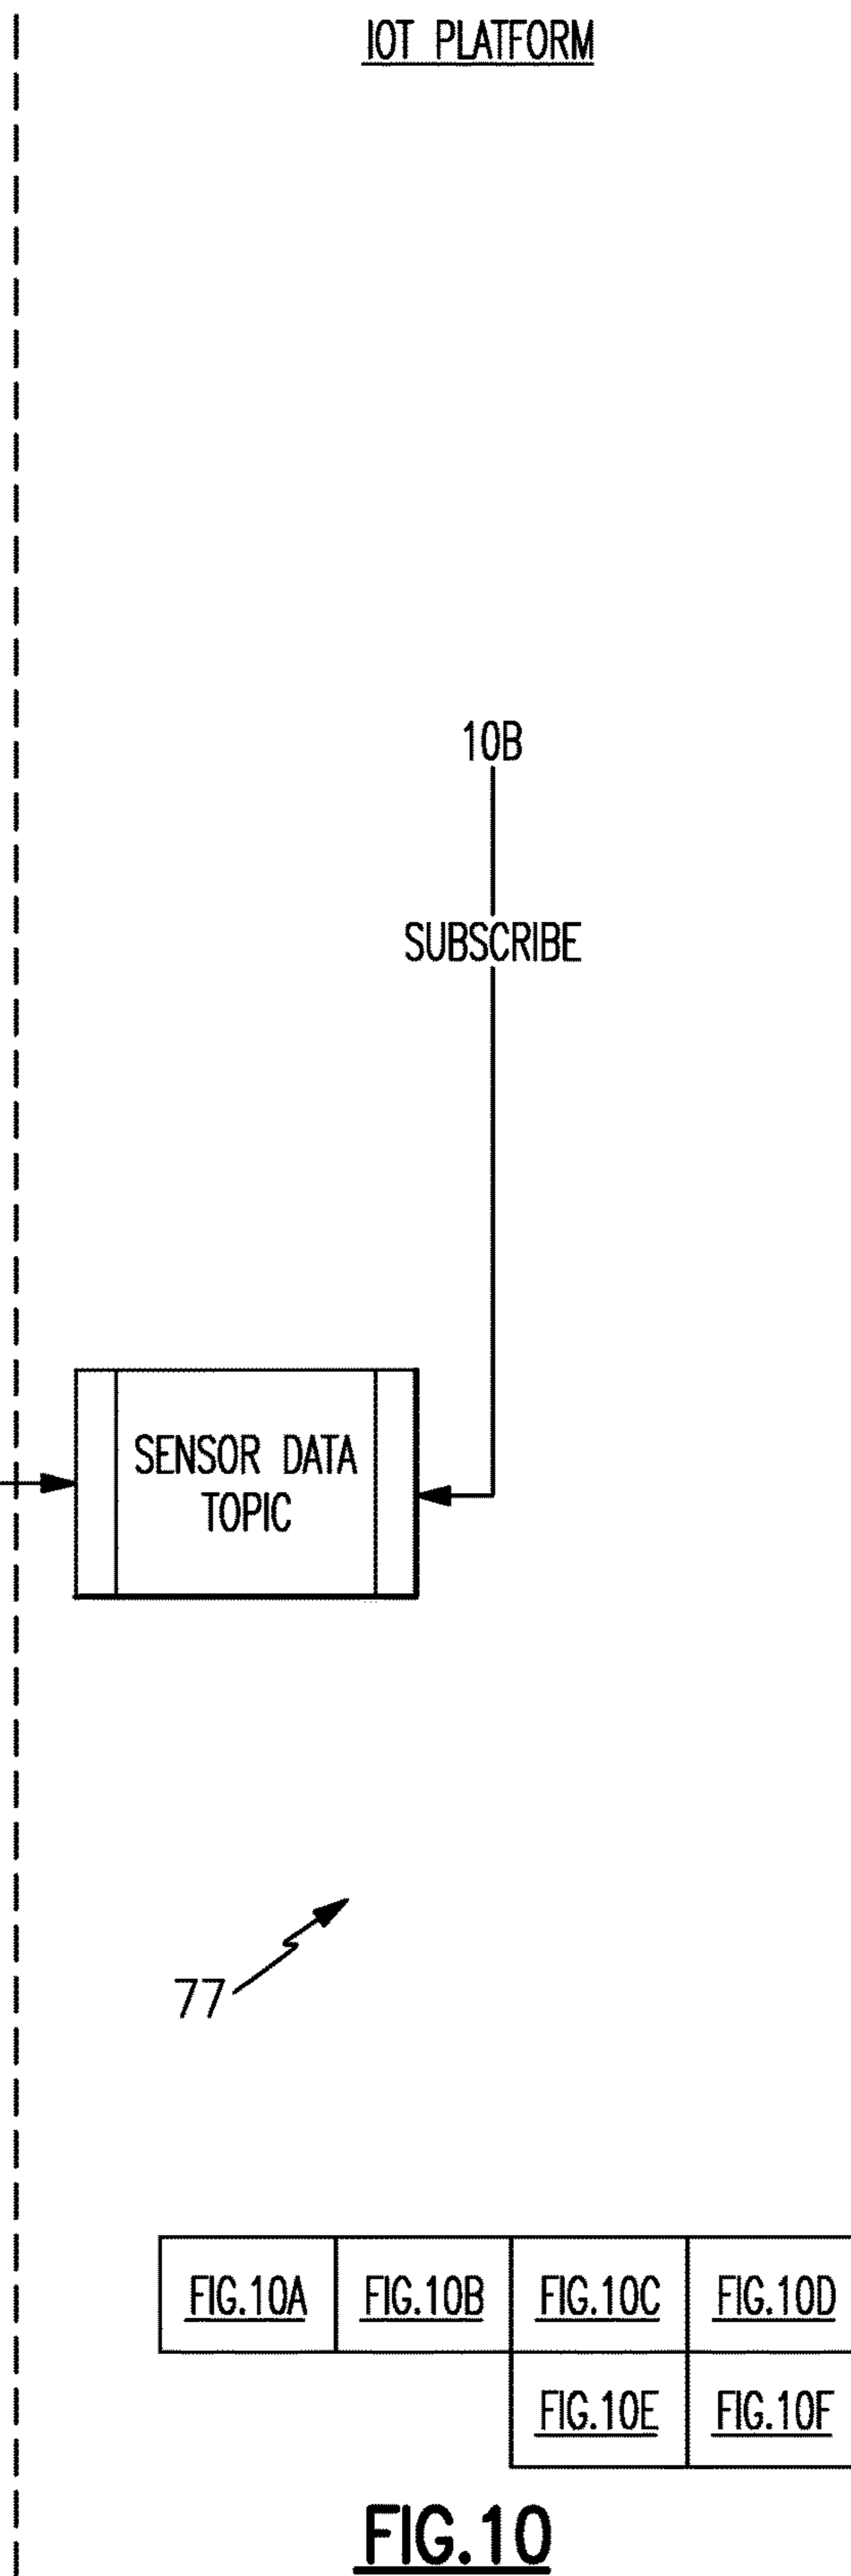 IOT PLATFORM
10B
SUBSCRIBE
SENSOR DATA
TOPIC
77
FIG.10A FIG.10B FIG.10C FIG.10D
FIG.10E FIG.10F
FIG.10